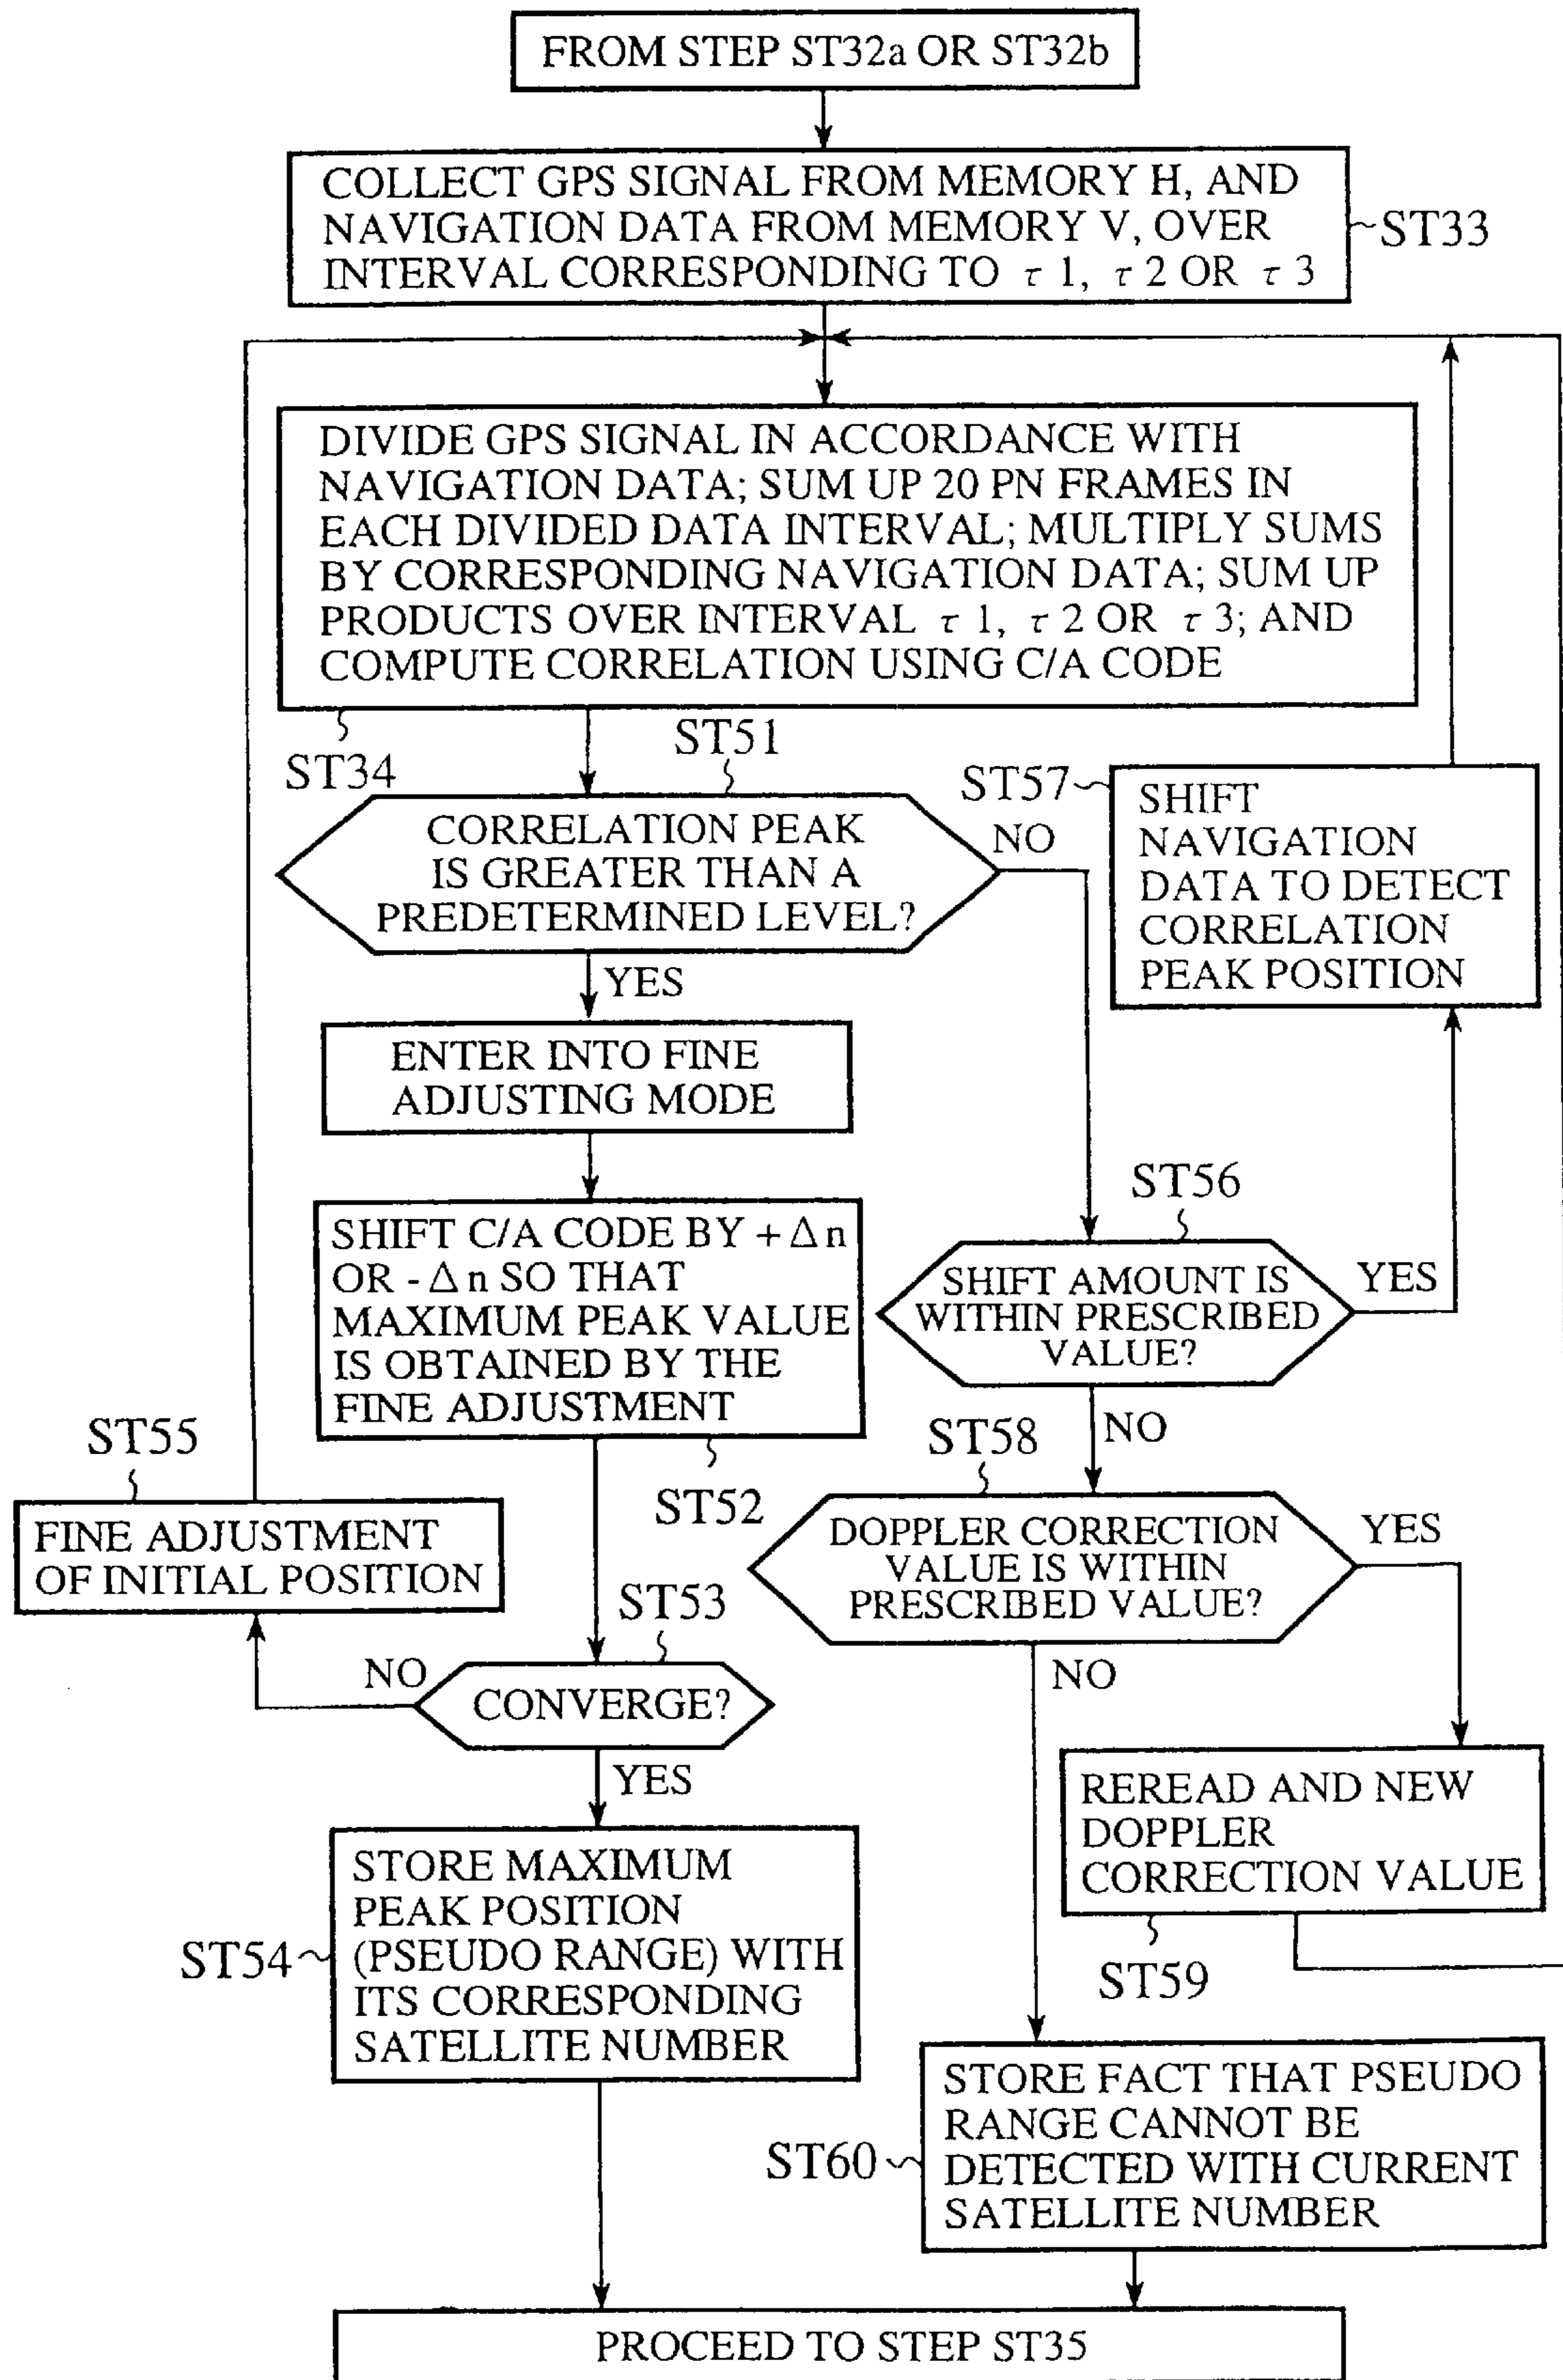 FROM STEP ST32a OR ST32b
COLLECT GPS SIGNAL FROM MEMORY H, AND
NAVIGATION DATA FROM MEMORY V, OVER
INTERVAL CORRESPONDING TO τ 1, τ 2 OR τ 3
ST33
DIVIDE GPS SIGNAL IN ACCORDANCE WITH
NAVIGATION DATA; SUM UP 20 PN FRAMES IN
EACH DIVIDED DATA INTERVAL; MULTIPLY SUMS
BY CORRESPONDING NAVIGATION DATA; SUM UP
PRODUCTS OVER INTERVAL τ 1, τ 2 OR τ 3; AND
COMPUTE CORRELATION USING C/A CODE
ST34
ST51
CORRELATION PEAK
IS GREATER THAN A
PREDETERMINED LEVEL?
NO
YES
ST57
SHIFT
NAVIGATION
DATA TO DETECT
CORRELATION
PEAK POSITION
ENTER INTO FINE
ADJUSTING MODE
SHIFT C/A CODE BY + Δ n
OR - Δ n SO THAT
MAXIMUM PEAK VALUE
IS OBTAINED BY THE
FINE ADJUSTMENT
ST52
ST56
SHIFT AMOUNT IS
WITHIN PRESCRIBED
VALUE?
YES
NO
ST55
FINE ADJUSTMENT
OF INITIAL POSITION
ST58
DOPPLER CORRECTION
VALUE IS WITHIN
PRESCRIBED VALUE?
YES
NO
ST53
CONVERGE?
NO
YES
REREAD AND NEW
DOPPLER
CORRECTION VALUE
ST59
ST54
STORE MAXIMUM
PEAK POSITION
(PSEUDO RANGE) WITH
ITS CORRESPONDING
SATELLITE NUMBER
ST60
STORE FACT THAT PSEUDO
RANGE CANNOT BE
DETECTED WITH CURRENT
SATELLITE NUMBER
PROCEED TO STEP ST35